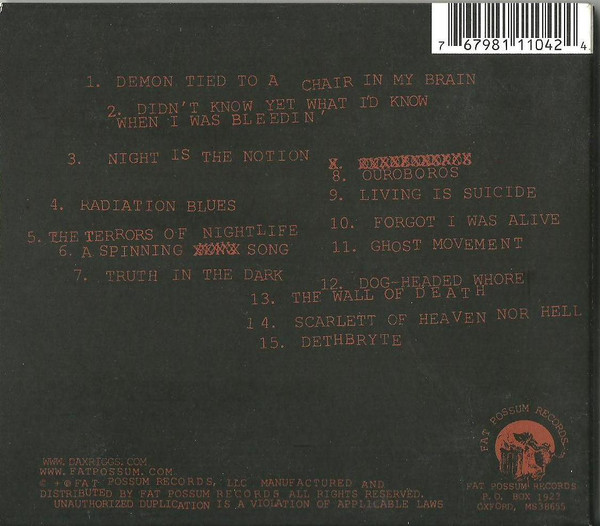 7 67981 11042 4
1. DEMON TIED TO A CHAIR IN MY BRAIN
2. DIDN'T KNOW YET WHAT I'D KNOW
WHEN I WAS BLEEDIN'
3. NIGHT IS THE NOTION
4. RADIATION BLUES
5. THE TERRORS OF NIGHTLIFE
6. A SPINNING SONG
7. TRUTH IN THE DARK
8. OUROBOROS
9. LIVING IS SUICIDE
10. FORGOT I WAS ALIVE
11. GHOST MOVEMENT
12. DOG-HEADED WHORE
13. THE WALL OF DEATH
14. SCARLETT OF HEAVEN NOR HELL
15. DETHBRYTE
WWW.DAXRIGGS.COM
WWW.FATPOSSUM.COM
© + ℗ FAT POSSUM RECORDS, LLC MANUFACTURED AND
DISTRIBUTED BY FAT POSSUM RECORDS ALL RIGHTS RESERVED.
UNAUTHORIZED DUPLICATION IS A VIOLATION OF APPLICABLE LAWS
FAT POSSUM RECORDS
FAT POSSUM RECORDS
P.O. BOX 1923
OXFORD, MS38655